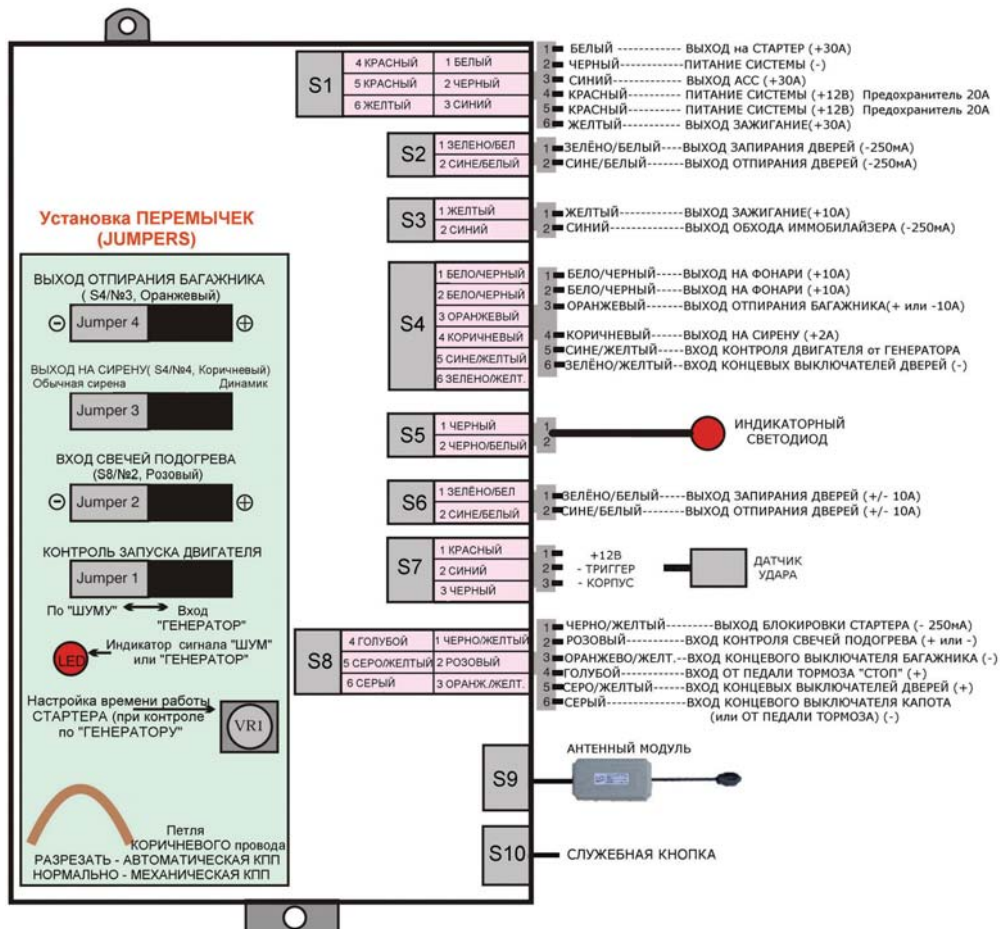 S1
4 КРАСНЫЙ 1 БЕЛЫЙ
5 КРАСНЫЙ 2 ЧЕРНЫЙ
6 ЖЕЛТЫЙ 3 СИНИЙ
1 БЕЛЫЙ ------------ ВЫХОД на СТАРТЕР (+30А)
2 ЧЕРНЫЙ ------------ПИТАНИЕ СИСТЕМЫ (-)
3 СИНИЙ ------------ ВЫХОД АСС (+30А)
4 КРАСНЫЙ---------- ПИТАНИЕ СИСТЕМЫ (+12В) Предохранитель 20А
5 КРАСНЫЙ---------- ПИТАНИЕ СИСТЕМЫ (+12В) Предохранитель 20А
6 ЖЕЛТЫЙ----------- ВЫХОД ЗАЖИГАНИЕ(+30А)
S2
1 ЗЕЛЕНО/БЕЛ
2 СИНЕ/БЕЛЫЙ
1 ЗЕЛЁНО/БЕЛЫЙ----ВЫХОД ЗАПИРАНИЯ ДВЕРЕЙ (-250мА)
2 СИНЕ/БЕЛЫЙ-------ВЫХОД ОТПИРАНИЯ ДВЕРЕЙ (-250мА)
S3
1 ЖЕЛТЫЙ
2 СИНИЙ
1 ЖЕЛТЫЙ------------ВЫХОД ЗАЖИГАНИЕ(+10А)
2 СИНИЙ--------------ВЫХОД ОБХОДА ИММОБИЛАЙЗЕРА (-250мА)
S4
1 БЕЛО/ЧЕРНЫЙ
2 БЕЛО/ЧЕРНЫЙ
3 ОРАНЖЕВЫЙ
4 КОРИЧНЕВЫЙ
5 СИНЕ/ЖЕЛТЫЙ
6 ЗЕЛЕНО/ЖЕЛТ.
1 БЕЛО/ЧЕРНЫЙ----ВЫХОД НА ФОНАРИ (+10А)
2 БЕЛО/ЧЕРНЫЙ----ВЫХОД НА ФОНАРИ (+10А)
3 ОРАНЖЕВЫЙ------ВЫХОД ОТПИРАНИЯ БАГАЖНИКА(+ или -10А)
4 КОРИЧНЕВЫЙ-----ВЫХОД НА СИРЕНУ (+2А)
5 СИНЕ/ЖЕЛТЫЙ-----ВХОД КОНТРОЛЯ ДВИГАТЕЛЯ от ГЕНЕРАТОРА
6 ЗЕЛЁНО/ЖЕЛТЫЙ--ВХОД КОНЦЕВЫХ ВЫКЛЮЧАТЕЛЕЙ ДВЕРЕЙ (-)
S5
1 ЧЕРНЫЙ
2 ЧЕРНО/БЕЛЫЙ
1
2
ИНДИКАТОРНЫЙ
СВЕТОДИОД
S6
1 ЗЕЛЁНО/БЕЛ
2 СИНЕ/БЕЛЫЙ
1 ЗЕЛЁНО/БЕЛЫЙ-----ВЫХОД ЗАПИРАНИЯ ДВЕРЕЙ (+/- 10А)
2 СИНЕ/БЕЛЫЙ--------ВЫХОД ОТПИРАНИЯ ДВЕРЕЙ (+/- 10А)
S7
1 КРАСНЫЙ
2 СИНИЙ
3 ЧЕРНЫЙ
1 +12В
2 - ТРИГГЕР
3 - КОРПУС
ДАТЧИК
УДАРА
S8
4 ГОЛУБОЙ 1 ЧЕРНО/ЖЕЛТЫЙ
5 СЕРО/ЖЕЛТЫЙ 2 РОЗОВЫЙ
6 СЕРЫЙ 3 ОРАНЖ./ЖЕЛТ.
1 ЧЕРНО/ЖЕЛТЫЙ--------ВЫХОД БЛОКИРОВКИ СТАРТЕРА (- 250мА)
2 РОЗОВЫЙ--------------ВХОД КОНТРОЛЯ СВЕЧЕЙ ПОДОГРЕВА (+ или -)
3 ОРАНЖЕВО/ЖЕЛТ.--ВХОД КОНЦЕВОГО ВЫКЛЮЧАТЕЛЯ БАГАЖНИКА (-)
4 ГОЛУБОЙ-------------ВХОД ОТ ПЕДАЛИ ТОРМОЗА "СТОП" (+)
5 СЕРО/ЖЕЛТЫЙ-------ВХОД КОНЦЕВЫХ ВЫКЛЮЧАТЕЛЕЙ ДВЕРЕЙ (+)
6 СЕРЫЙ---------------ВХОД КОНЦЕВОГО ВЫКЛЮЧАТЕЛЯ КАПОТА
(или ОТ ПЕДАЛИ ТОРМОЗА) (-)
S9
АНТЕННЫЙ МОДУЛЬ
S10
СЛУЖЕБНАЯ КНОПКА
Установка ПЕРЕМЫЧЕК
(JUMPERS)
ВЫХОД ОТПИРАНИЯ БАГАЖНИКА
( S4/№3, Оранжевый)
⊖ Jumper 4 ⊕
ВЫХОД НА СИРЕНУ( S4/№4, Коричневый)
Обычная сирена Динамик
Jumper 3
ВХОД СВЕЧЕЙ ПОДОГРЕВА
(S8/№2, Розовый)
⊖ Jumper 2 ⊕
КОНТРОЛЬ ЗАПУСКА ДВИГАТЕЛЯ
Jumper 1
По "ШУМУ" Вход
"ГЕНЕРАТОР"
LED Индикатор сигнала "ШУМ"
или "ГЕНЕРАТОР"
Настройка времени работы
СТАРТЕРА (при контроле
по "ГЕНЕРАТОРУ"
VR1
Петля
КОРИЧНЕВОГО провода
РАЗРЕЗАТЬ - АВТОМАТИЧЕСКАЯ КПП
НОРМАЛЬНО - МЕХАНИЧЕСКАЯ КПП